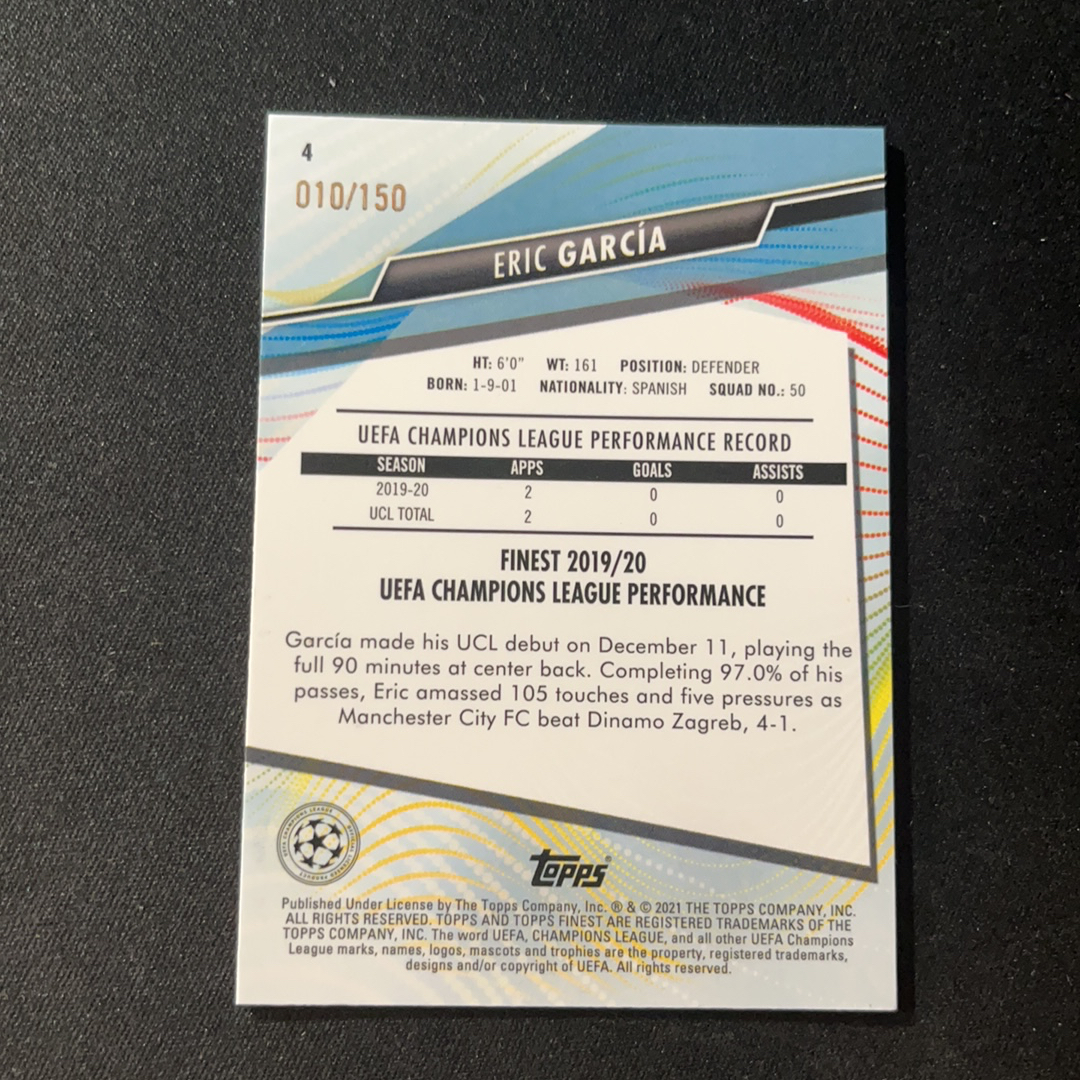 4
010/150
ERIC GARCÍA
HT: 6'0" WT: 161 POSITION: DEFENDER
BORN: 1-9-01 NATIONALITY: SPANISH SQUAD NO.: 50
UEFA CHAMPIONS LEAGUE PERFORMANCE RECORD
SEASON APPS GOALS ASSISTS
2019-20 2 0 0
UCL TOTAL 2 0 0
FINEST 2019/20
UEFA CHAMPIONS LEAGUE PERFORMANCE
García made his UCL debut on December 11, playing the
full 90 minutes at center back. Completing 97.0% of his
passes, Eric amassed 105 touches and five pressures as
Manchester City FC beat Dinamo Zagreb, 4-1.
topps®
Published Under License by The Topps Company, Inc. ® & © 2021 THE TOPPS COMPANY, INC.
ALL RIGHTS RESERVED. TOPPS AND TOPPS FINEST ARE REGISTERED TRADEMARKS OF THE
TOPPS COMPANY, INC. The word UEFA, CHAMPIONS LEAGUE, and all other UEFA Champions
League marks, names, logos, mascots and trophies are the property, registered trademarks,
designs and/or copyright of UEFA. All rights reserved.